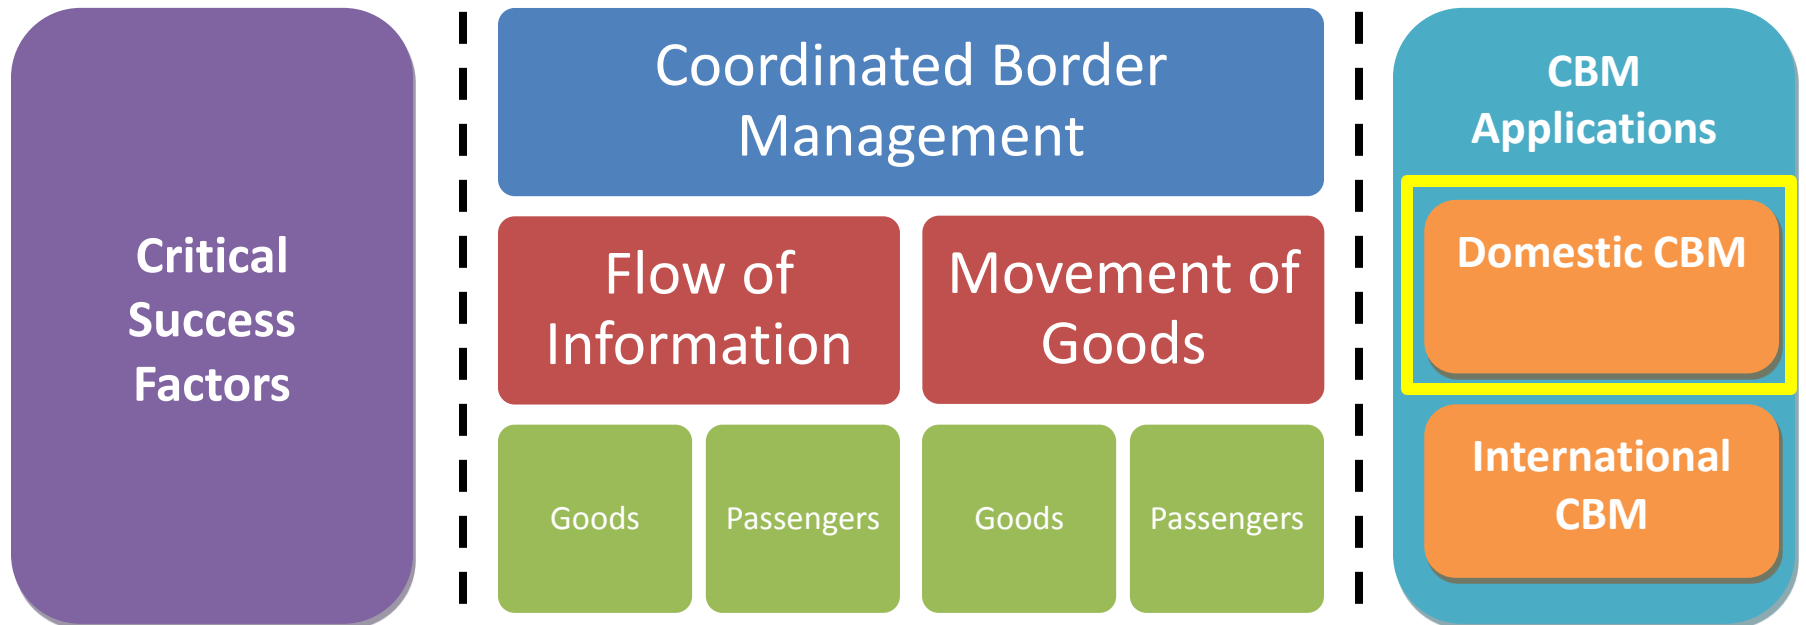 Critical
Success
Factors
Coordinated Border
Management
Flow of
Information
Movement of
Goods
Goods
Passengers
Goods
Passengers
CBM
Applications
Domestic CBM
International
CBM